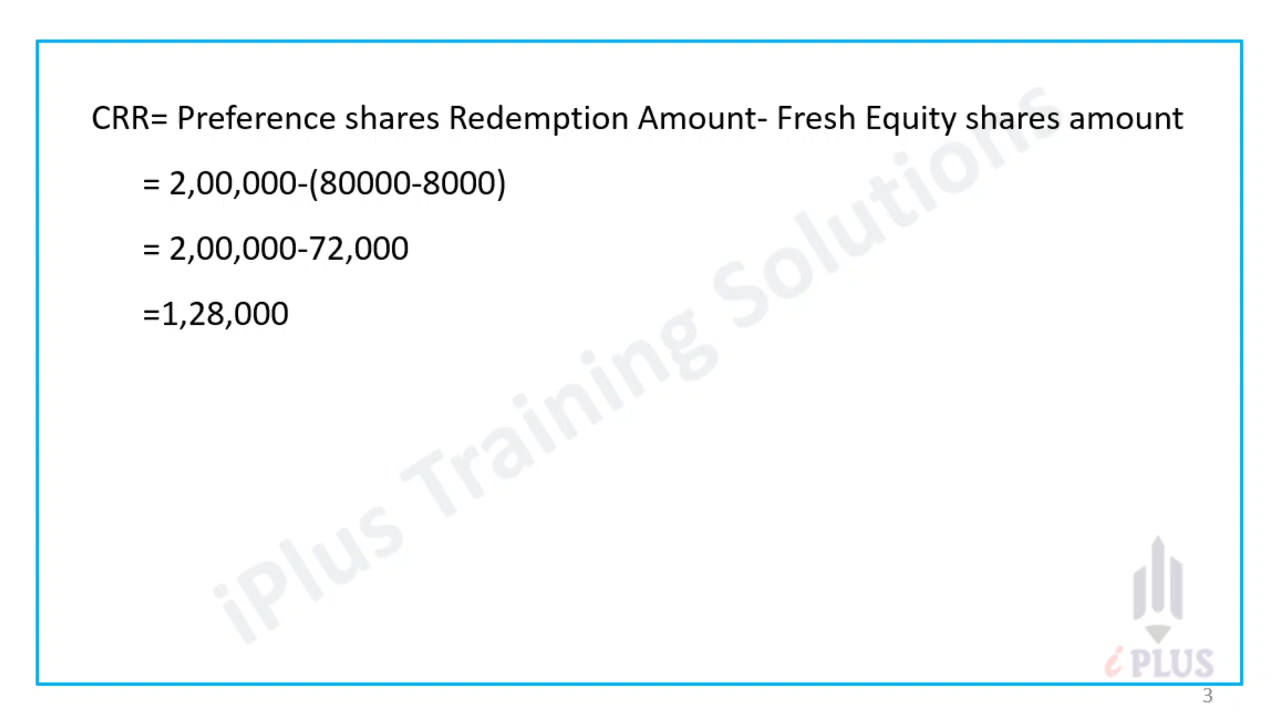 CRR= Preference shares Redemption Amount- Fresh Equity shares amount
= 2,00,000-(80000-8000)
= 2,00,000-72,000
=1,28,000
iPlus Training Solutions
i PLUS
3